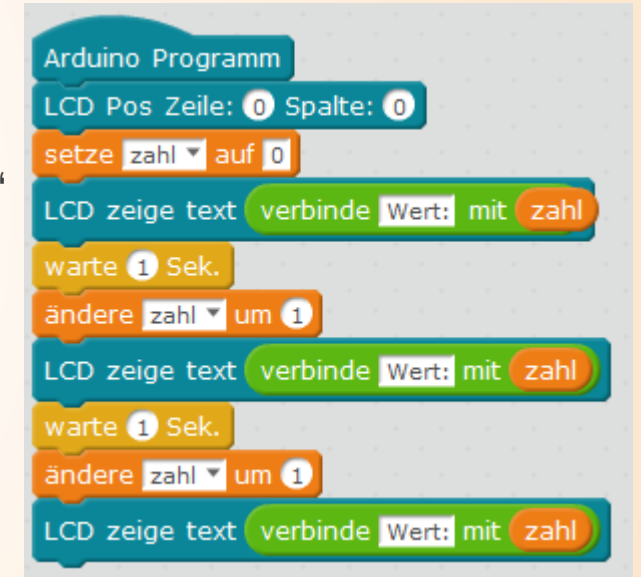 “
Arduino Programm
LCD Pos Zeile: 0 Spalte: 0
setze zahl auf 0
LCD zeige text verbinde Wert: mit zahl
warte 1 Sek.
ändere zahl um 1
LCD zeige text verbinde Wert: mit zahl
warte 1 Sek.
ändere zahl um 1
LCD zeige text verbinde Wert: mit zahl